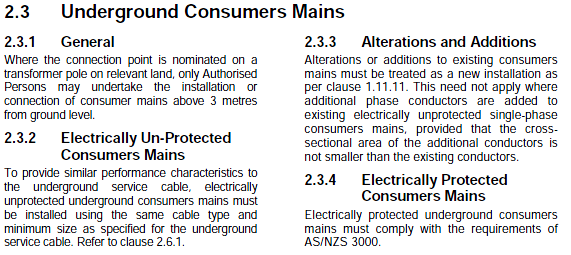 2.3 Underground Consumers Mains
2.3.1 General
Where the connection point is nominated on a
transformer pole on relevant land, only Authorised
Persons may undertake the installation or
connection of consumer mains above 3 metres
from ground level.
2.3.2 Electrically Un-Protected
Consumers Mains
To provide similar performance characteristics to
the underground service cable, electrically
unprotected underground consumers mains must
be installed using the same cable type and
minimum size as specified for the underground
service cable. Refer to clause 2.6.1.
2.3.3 Alterations and Additions
Alterations or additions to existing consumers
mains must be treated as a new installation as
per clause 1.11.11. This need not apply where
additional phase conductors are added to
existing electrically unprotected single-phase
consumers mains, provided that the cross-
sectional area of the additional conductors is
not smaller than the existing conductors.
2.3.4 Electrically Protected
Consumers Mains
Electrically protected underground consumers
mains must comply with the requirements of
AS/NZS 3000.